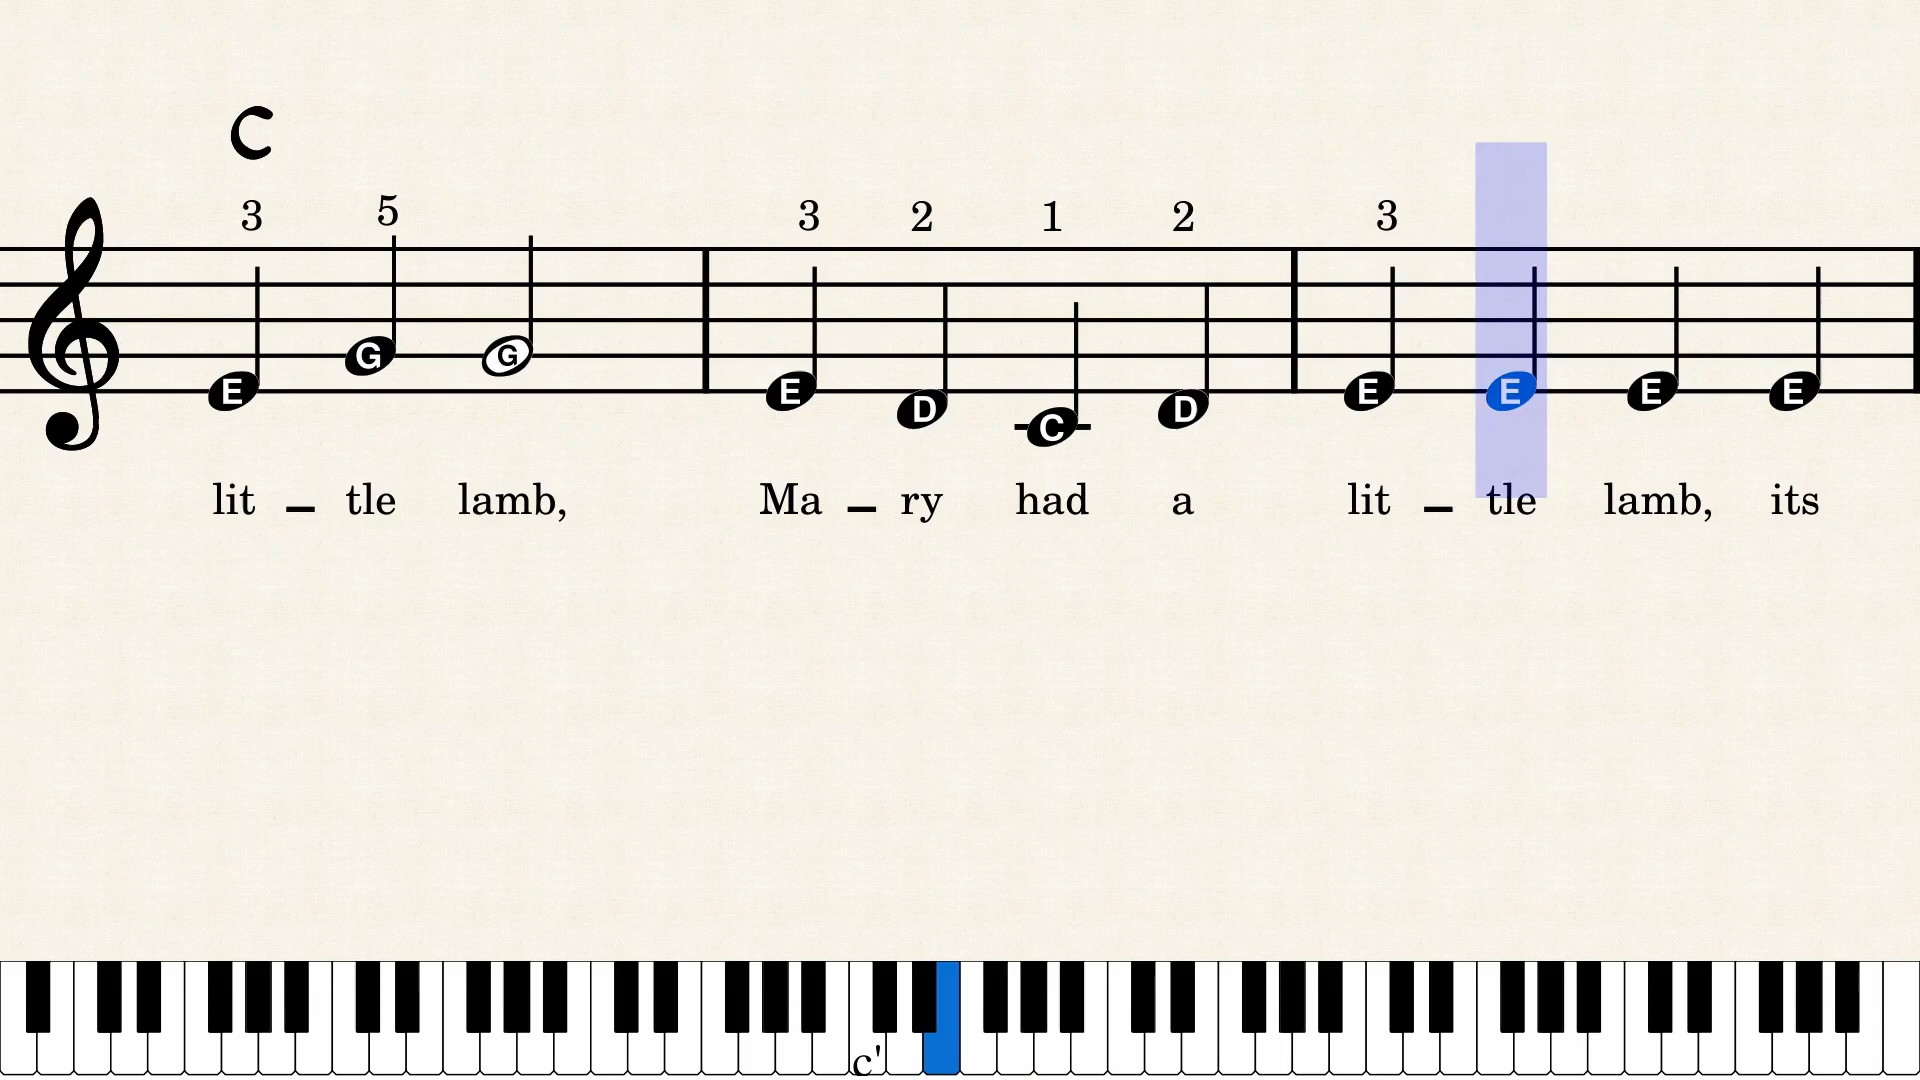 C
3 5 3 2 1 2 3
E G G E D C D E E E E
lit – tle lamb, Ma – ry had a lit – tle lamb, its
c'